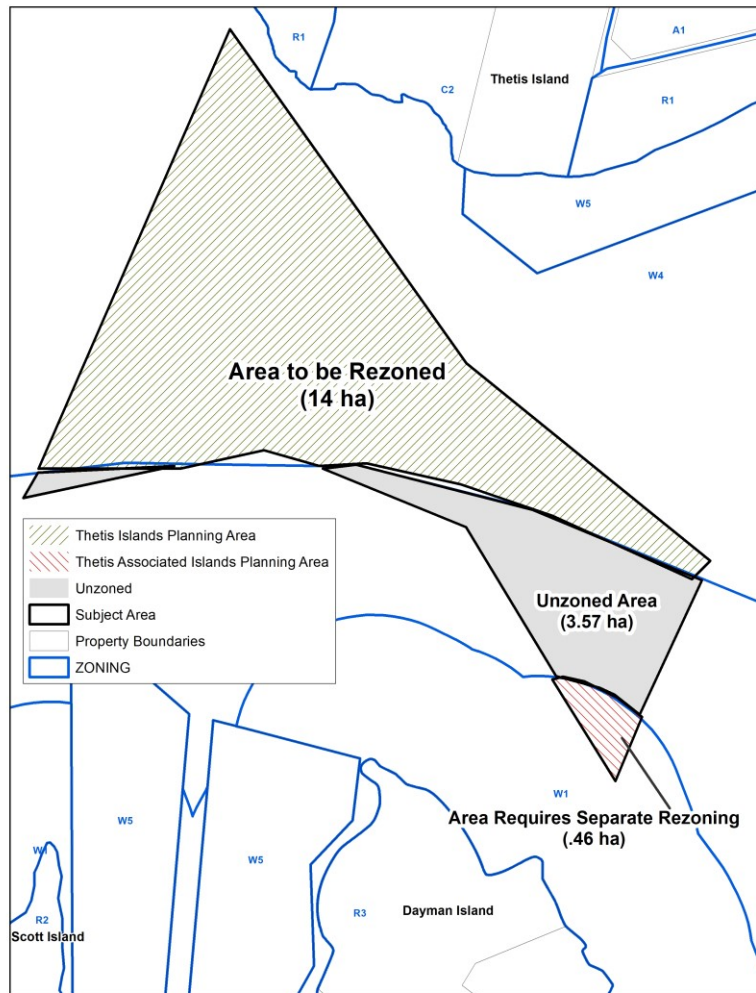 R1
A1
C2
Thetis Island
R1
W5
W4
Area to be Rezoned
(14 ha)
Thetis Islands Planning Area
Thetis Associated Islands Planning Area
Unzoned
Subject Area
Property Boundaries
ZONING
Unzoned Area
(3.57 ha)
W1
Area Requires Separate Rezoning
(.46 ha)
W5
W1
W5
R2
R3
Dayman Island
Scott Island